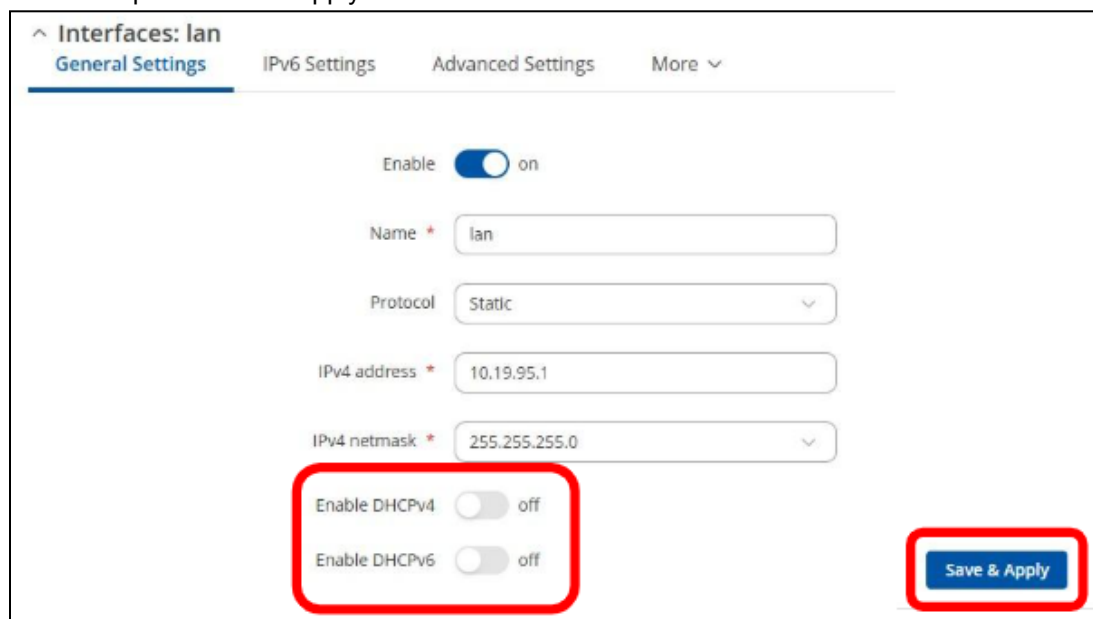 Interfaces: lan
General Settings IPv6 Settings Advanced Settings More
Enable on
Name * lan
Protocol Static
IPv4 address * 10.19.95.1
IPv4 netmask * 255.255.255.0
Enable DHCPv4 off
Enable DHCPv6 off
Save & Apply